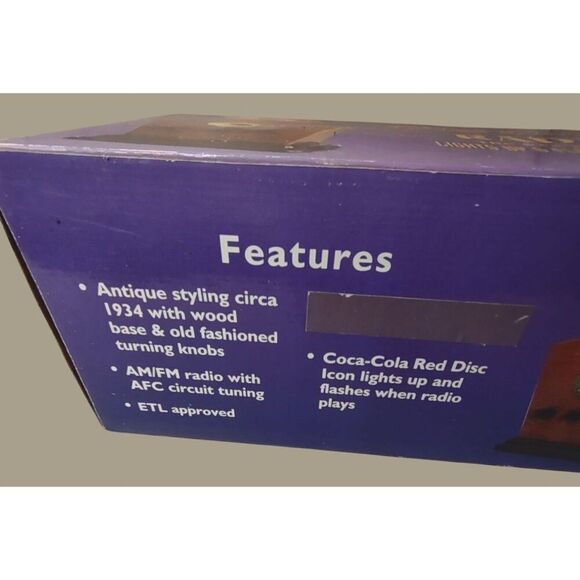 Features
• Antique styling circa
1934 with wood
base & old fashioned
turning knobs
• AM/FM radio with
AFC circuit tuning
• ETL approved
• Coca-Cola Red Disc
Icon lights up and
flashes when radio
plays